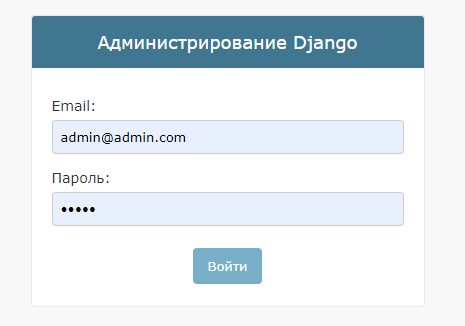 Администрирование Django
Email:
admin@admin.com
Пароль:
•••••
Войти